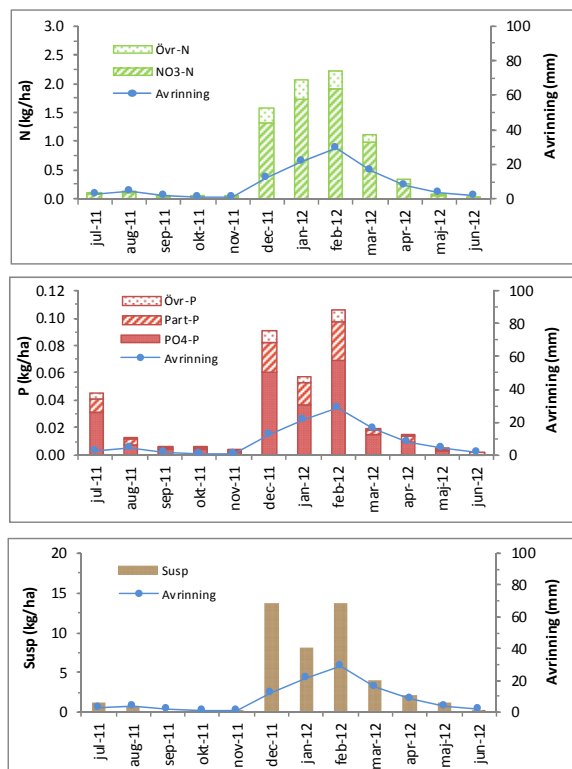 Övr-N
NO3-N
Avrinning
N (kg/ha)
3.0
2.5
2.0
1.5
1.0
0.5
0.0
Avrinning (mm)
100
80
60
40
20
0
jul-11 aug-11 sep-11 okt-11 nov-11 dec-11 jan-12 feb-12 mar-12 apr-12 maj-12 jun-12
Övr-P
Part-P
PO4-P
Avrinning
P (kg/ha)
0.12
0.10
0.08
0.06
0.04
0.02
0.00
Avrinning (mm)
100
80
60
40
20
0
jul-11 aug-11 sep-11 okt-11 nov-11 dec-11 jan-12 feb-12 mar-12 apr-12 maj-12 jun-12
Susp
Avrinning
Susp (kg/ha)
20
15
10
5
0
Avrinning (mm)
100
80
60
40
20
0
jul-11 aug-11 sep-11 okt-11 nov-11 dec-11 jan-12 feb-12 mar-12 apr-12 maj-12 jun-12